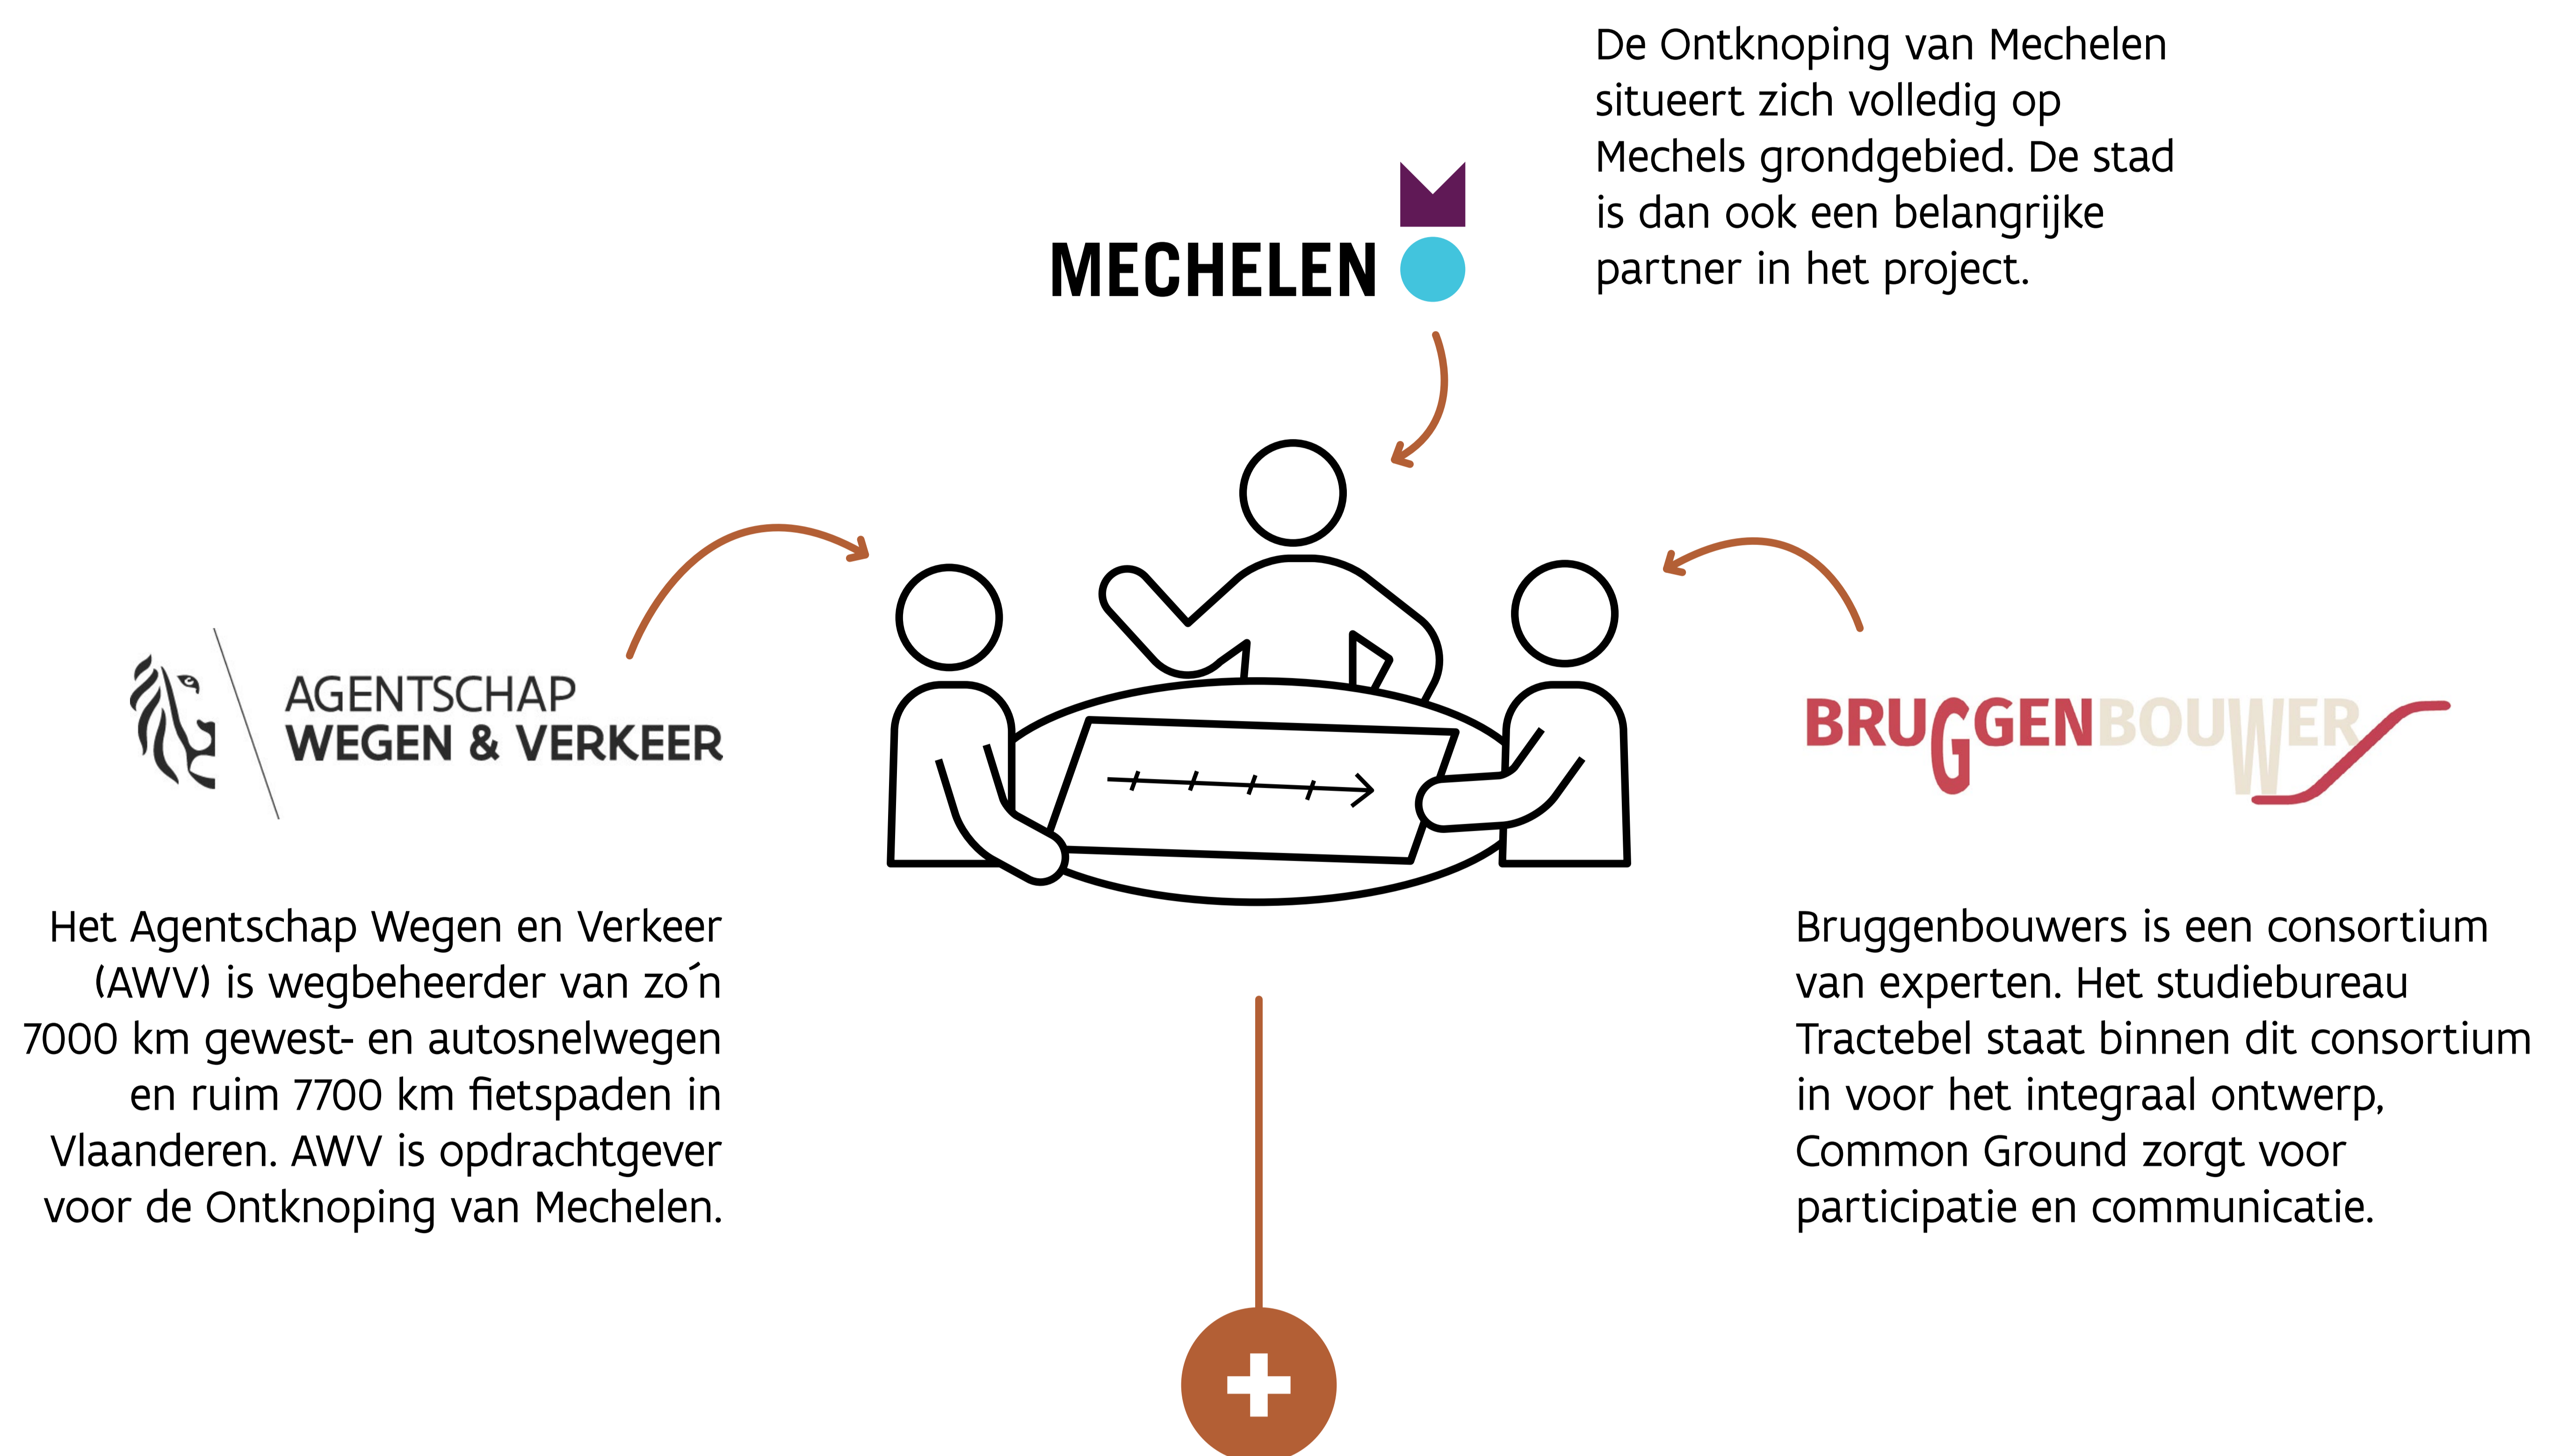 De Ontknoping van Mechelen
situeert zich volledig op
Mechels grondgebied. De stad
is dan ook een belangrijke
partner in het project.
MECHELEN
AGENTSCHAP
WEGEN & VERKEER
Het Agentschap Wegen en Verkeer
(AWV) is wegbeheerder van zo´n
7000 km gewest- en autosnelwegen
en ruim 7700 km fietspaden in
Vlaanderen. AWV is opdrachtgever
voor de Ontknoping van Mechelen.
BRUGGENBOUWER
Bruggenbouwers is een consortium
van experten. Het studiebureau
Tractebel staat binnen dit consortium
in voor het integraal ontwerp,
Common Ground zorgt voor
participatie en communicatie.